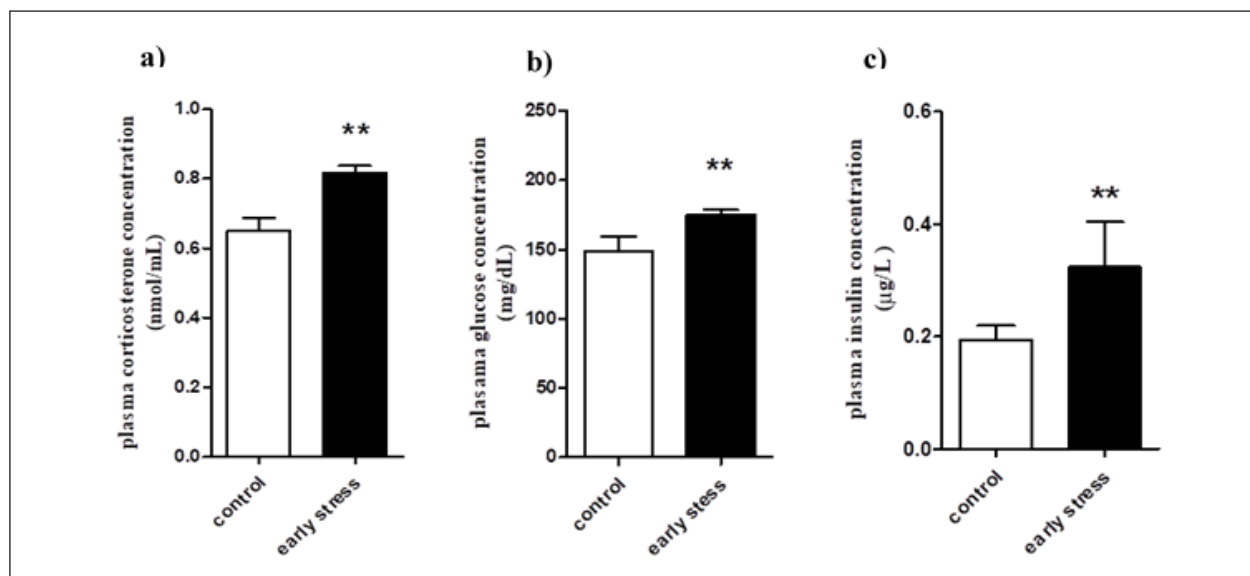 a)
plasma corticosterone concentration
(nmol/mL)
1.0
0.8
0.6
0.4
0.2
0.0
**
control
early stress
b)
plasama glucose concentration
(mg/dL)
250
200
150
100
50
0
**
control
early stess
c)
plasma insulin concentration
(µg/L )
0.6
0.4
0.2
0.0
**
control
early stress